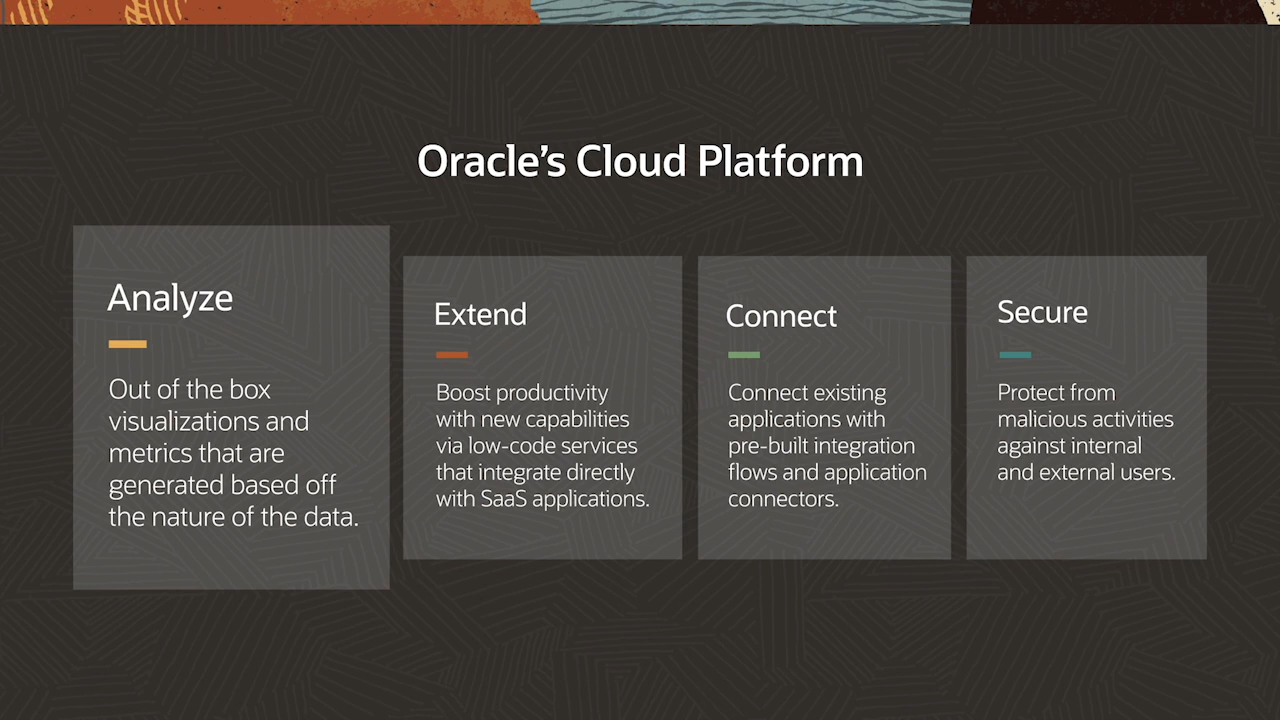 Oracle’s Cloud Platform
Analyze
Out of the box
visualizations and
metrics that are
generated based off
the nature of the data.
Extend
Boost productivity
with new capabilities
via low-code services
that integrate directly
with SaaS applications.
Connect
Connect existing
applications with
pre-built integration
flows and application
connectors.
Secure
Protect from
malicious activities
against internal
and external users.